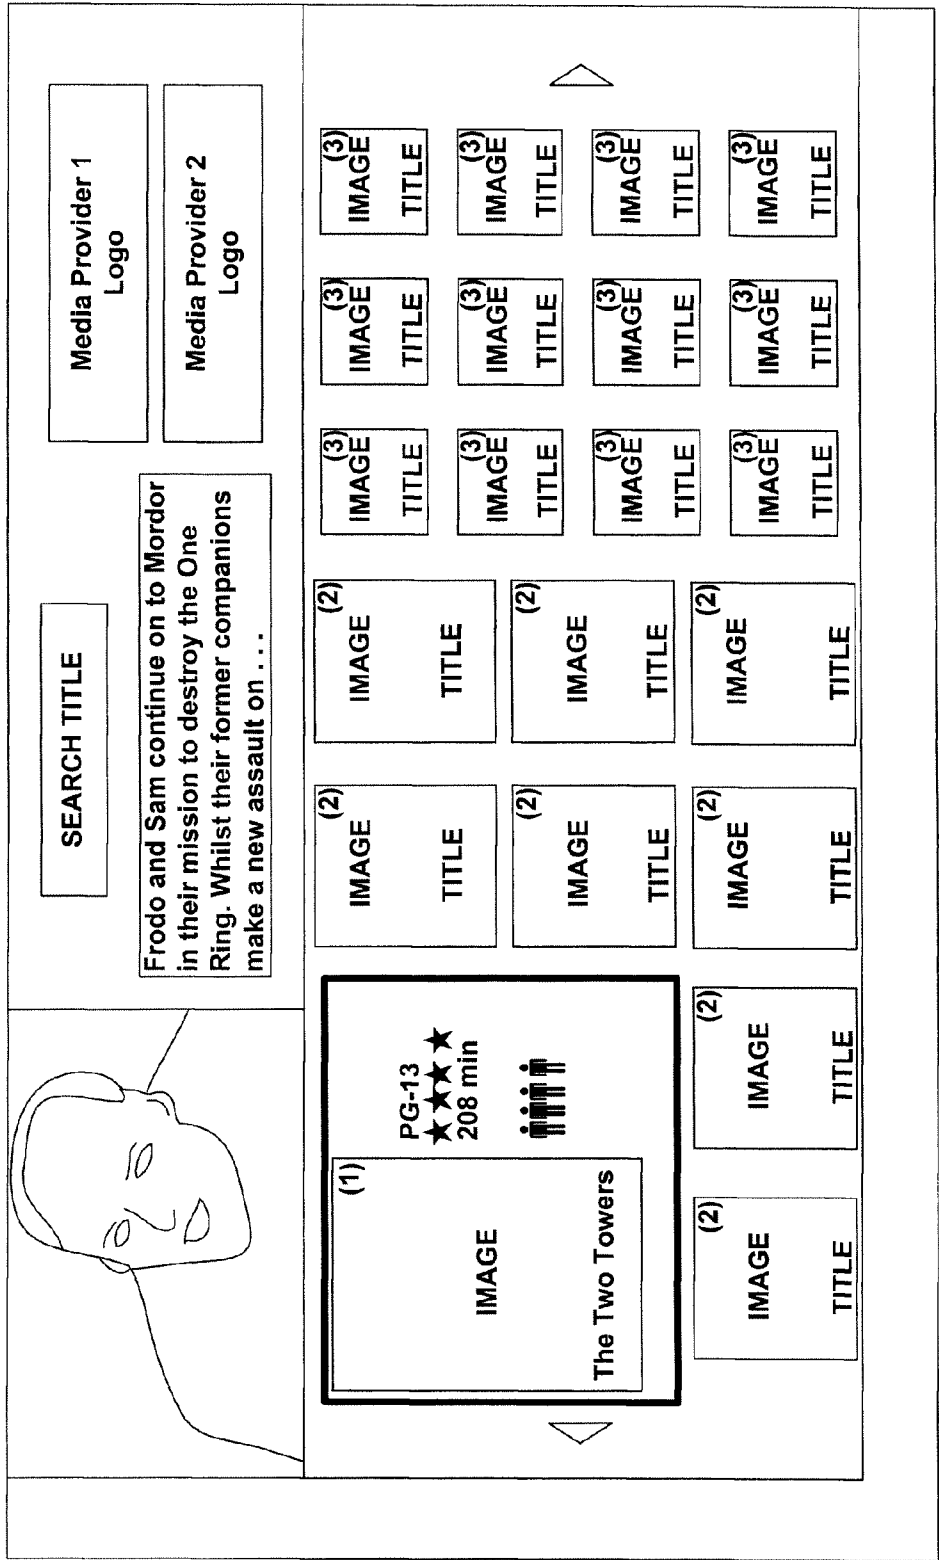 SEARCH TITLE
Frodo and Sam continue on to Mordor
in their mission to destroy the One
Ring. Whilst their former companions
make a new assault on . . .
Media Provider 1
Logo
Media Provider 2
Logo
(1)
IMAGE
The Two Towers
PG-13
208 min
(2)
IMAGE
TITLE
(2)
IMAGE
TITLE
(2)
IMAGE
TITLE
(2)
IMAGE
TITLE
(2)
IMAGE
TITLE
(2)
IMAGE
TITLE
(2)
IMAGE
TITLE
(2)
IMAGE
TITLE
(3)
IMAGE
TITLE
(3)
IMAGE
TITLE
(3)
IMAGE
TITLE
(3)
IMAGE
TITLE
(3)
IMAGE
TITLE
(3)
IMAGE
TITLE
(3)
IMAGE
TITLE
(3)
IMAGE
TITLE
(3)
IMAGE
TITLE
(3)
IMAGE
TITLE
(3)
IMAGE
TITLE
(3)
IMAGE
TITLE